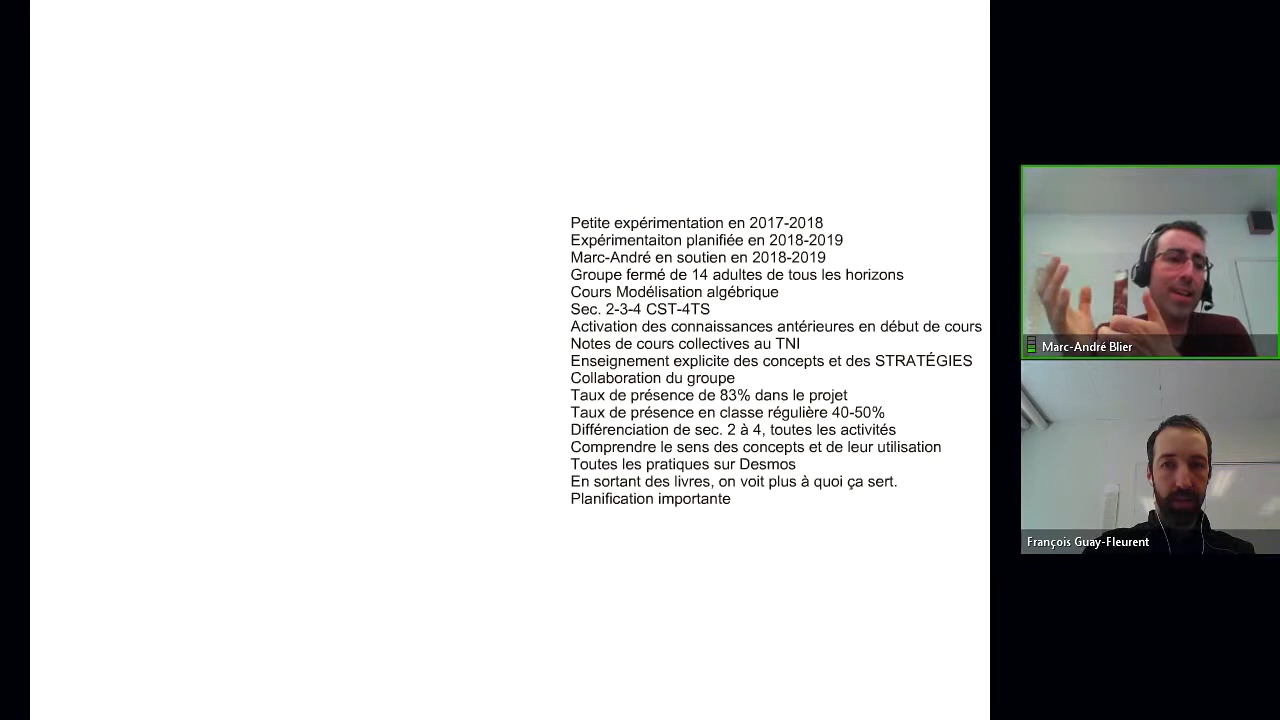 Petite expérimentation en 2017-2018
Expérimentaiton planifiée en 2018-2019
Marc-André en soutien en 2018-2019
Groupe fermé de 14 adultes de tous les horizons
Cours Modélisation algébrique
Sec. 2-3-4 CST-4TS
Activation des connaissances antérieures en début de cours
Notes de cours collectives au TNI
Enseignement explicite des concepts et des STRATÉGIES
Collaboration du groupe
Taux de présence de 83% dans le projet
Taux de présence en classe régulière 40-50%
Différenciation de sec. 2 à 4, toutes les activités
Comprendre le sens des concepts et de leur utilisation
Toutes les pratiques sur Desmos
En sortant des livres, on voit plus à quoi ça sert.
Planification importante
Marc-André Blier
François Guay-Fleurent